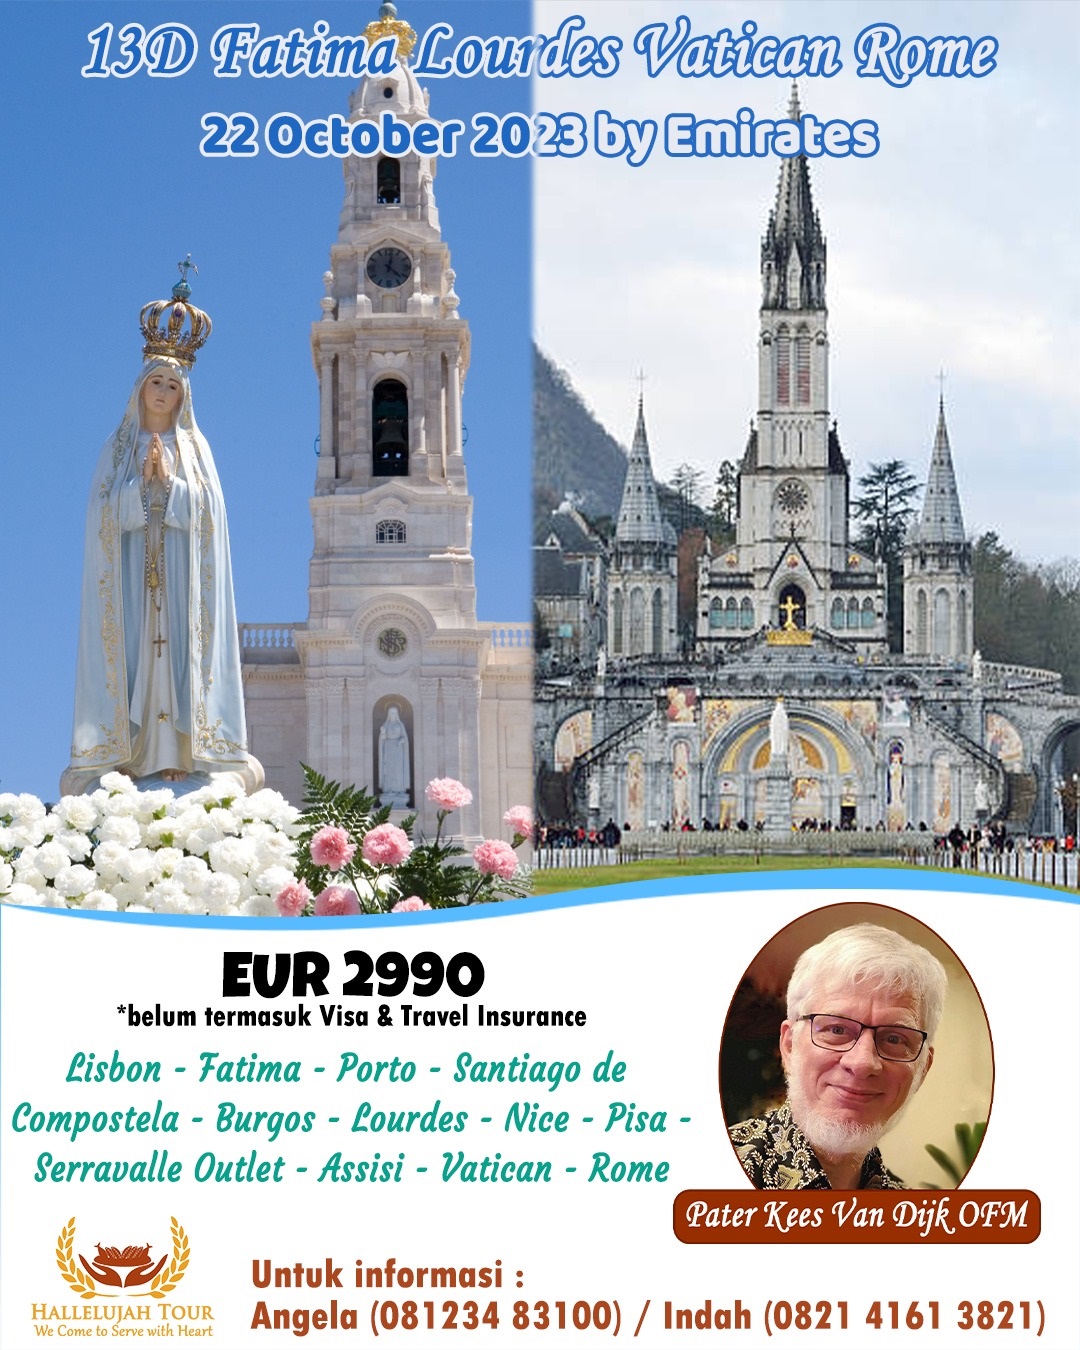 13D Fatima Lourdes Vatican Rome
22 October 2023 by Emirates
EUR 2990
*belum termasuk Visa & Travel Insurance
Lisbon - Fatima - Porto - Santiago de
Compostela - Burgos - Lourdes - Nice - Pisa -
Serravalle Outlet - Assisi - Vatican - Rome
Pater Kees Van Dijk OFM
HALLELUJAH TOUR
We Come to Serve with Heart
Untuk informasi :
Angela (081234 83100) / Indah (0821 4161 3821)